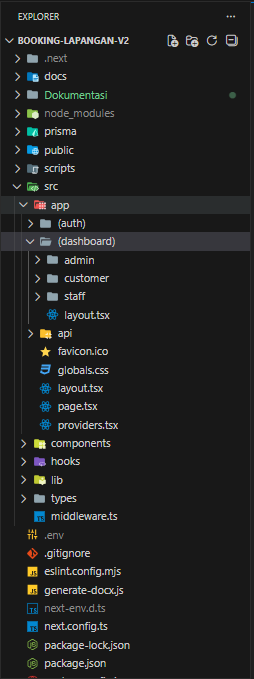 EXPLORER
BOOKING-LAPANGAN-V2
.next
docs
Dokumentasi
node_modules
prisma
public
scripts
src
app
(auth)
(dashboard)
admin
customer
staff
layout.tsx
api
favicon.ico
globals.css
layout.tsx
page.tsx
providers.tsx
components
hooks
lib
types
middleware.ts
.env
.gitignore
eslint.config.mjs
generate-docx.js
next-env.d.ts
next.config.ts
package-lock.json
package.json